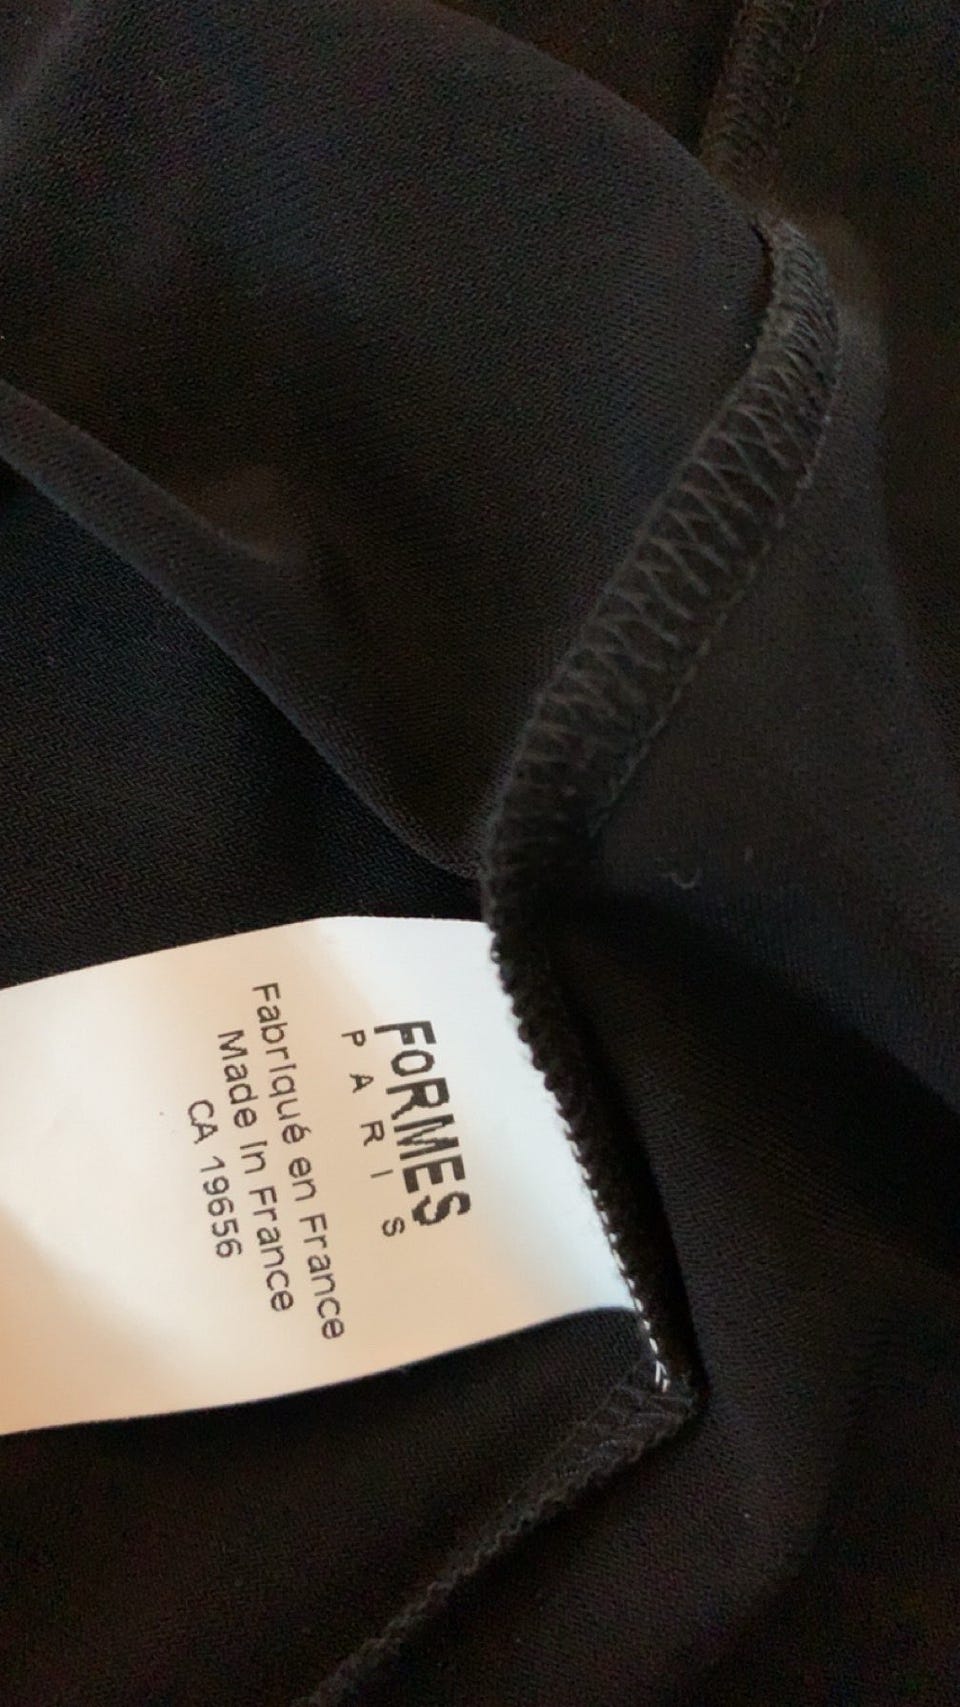 FORMES
PARIS
Fabriqué en France
Made In France
CA 19656